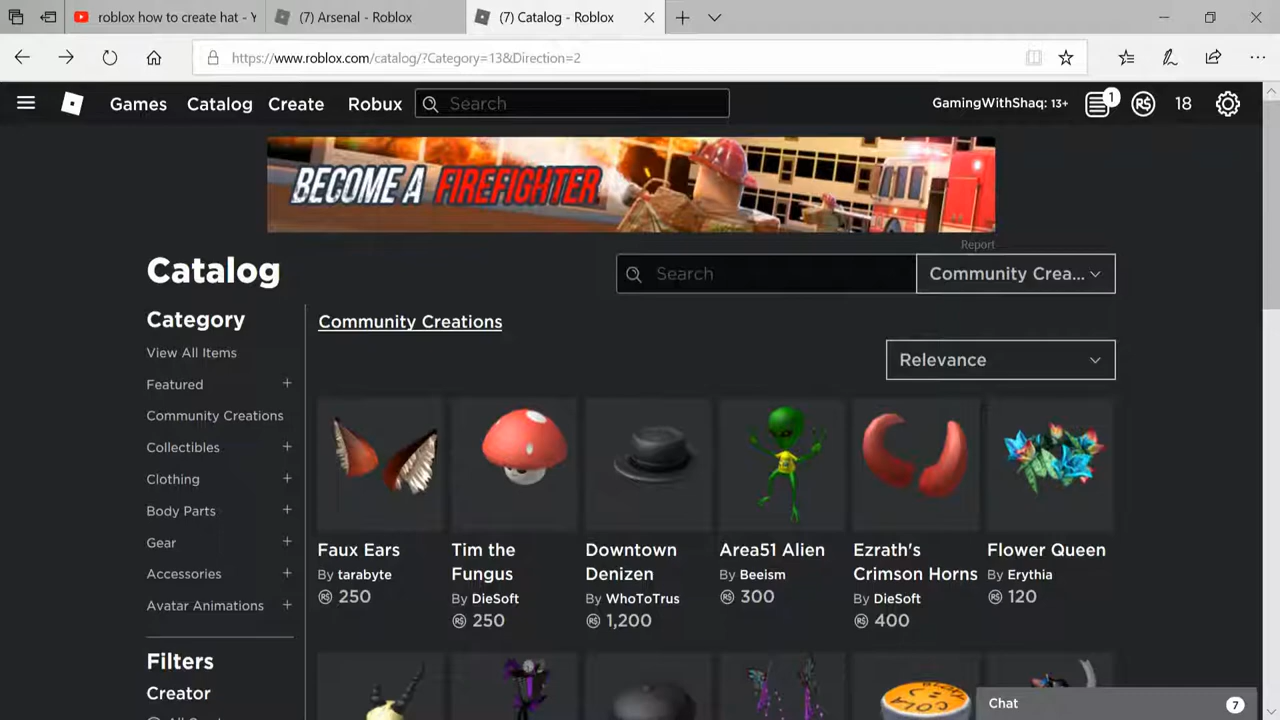 roblox how to create hat - Y
(7) Arsenal - Roblox
(7) Catalog - Roblox
https://www.roblox.com/catalog/?Category=13&Direction=2
Games
Catalog
Create
Robux
Search
GamingWithShaq: 13+
1
R$
18
BECOME A FIREFIGHTER
Report
Catalog
Search
Community Crea...
Category
View All Items
Featured +
Community Creations
Collectibles +
Clothing +
Body Parts +
Gear +
Accessories +
Avatar Animations +
Filters
Creator
Community Creations
Relevance
Faux Ears
By tarabyte
R$ 250
Tim the
Fungus
By DieSoft
R$ 250
Downtown
Denizen
By WhoToTrus
R$ 1,200
Area51 Alien
By Beeism
R$ 300
Ezrath's
Crimson Horns
By DieSoft
R$ 400
Flower Queen
By Erythia
R$ 120
BLOXY
COLA
Chat
7